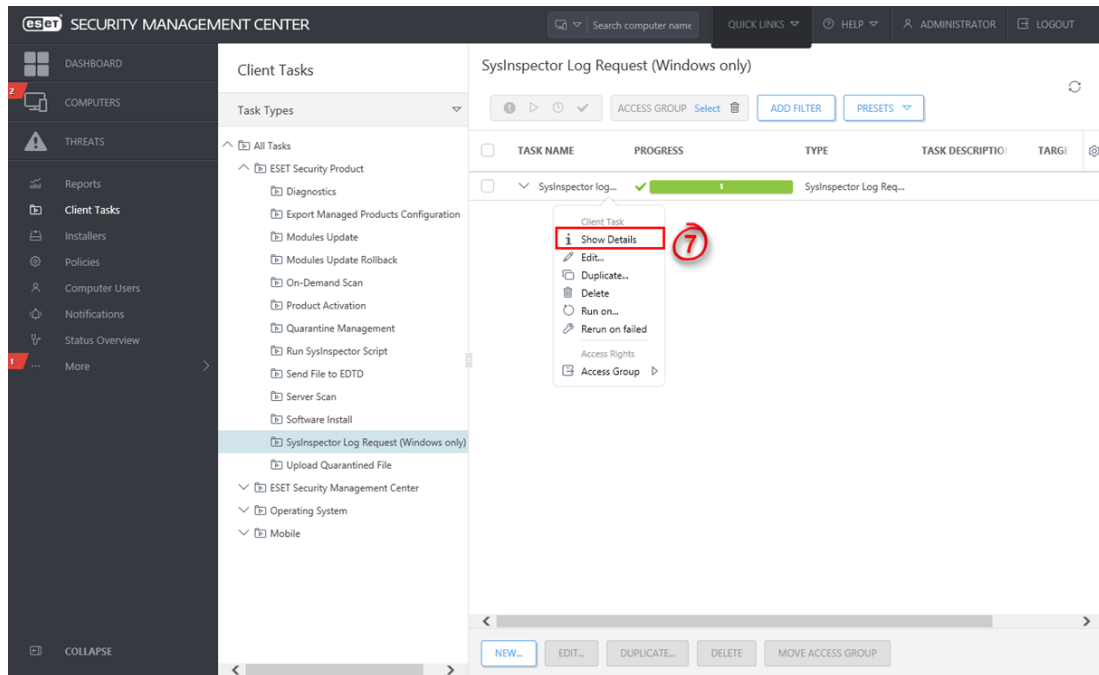 eset SECURITY MANAGEMENT CENTER
Search computer name
QUICK LINKS
HELP
ADMINISTRATOR
LOGOUT
DASHBOARD
2
COMPUTERS
THREATS
Reports
Client Tasks
Installers
Policies
Computer Users
Notifications
Status Overview
1
More
COLLAPSE
Client Tasks
Task Types
All Tasks
ESET Security Product
Diagnostics
Export Managed Products Configuration
Modules Update
Modules Update Rollback
On-Demand Scan
Product Activation
Quarantine Management
Run SysInspector Script
Send File to EDTD
Server Scan
Software Install
SysInspector Log Request (Windows only)
Upload Quarantined File
ESET Security Management Center
Operating System
Mobile
SysInspector Log Request (Windows only)
ACCESS GROUP Select
ADD FILTER
PRESETS
TASK NAME PROGRESS TYPE TASK DESCRIPTIO TARGE
SysInspector log... 1 SysInspector Log Req...
Client Task
Show Details
7
Edit...
Duplicate...
Delete
Run on...
Rerun on failed
Access Rights
Access Group
NEW... EDIT... DUPLICATE... DELETE MOVE ACCESS GROUP